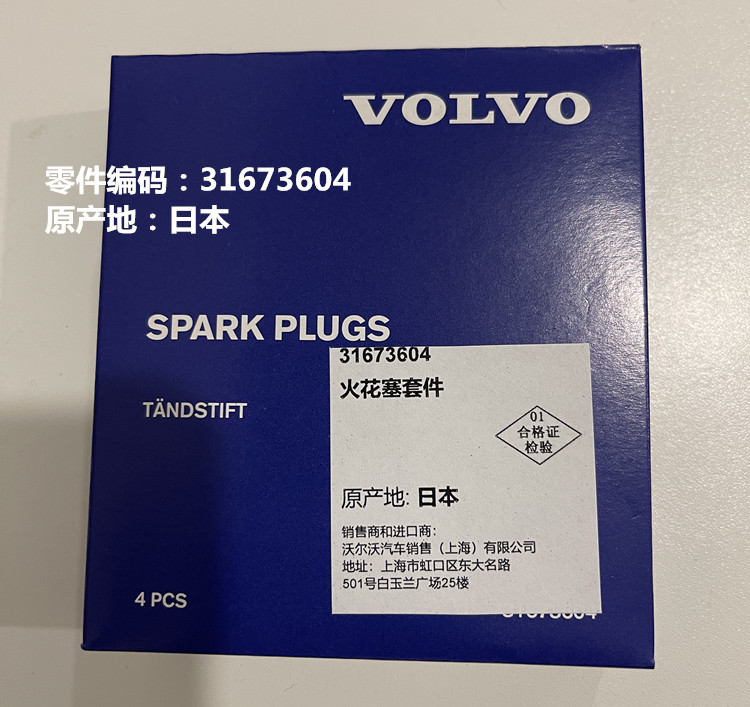 VOLVO
零件编码：31673604
原产地：日本
SPARK PLUGS
31673604
火花塞套件
TÄNDSTIFT
01
合格证
检验
原产地: 日本
销售商和进口商:
沃尔沃汽车销售（上海）有限公司
地址：上海市虹口区东大名路
501号白玉兰广场25楼
4 PCS
31673604